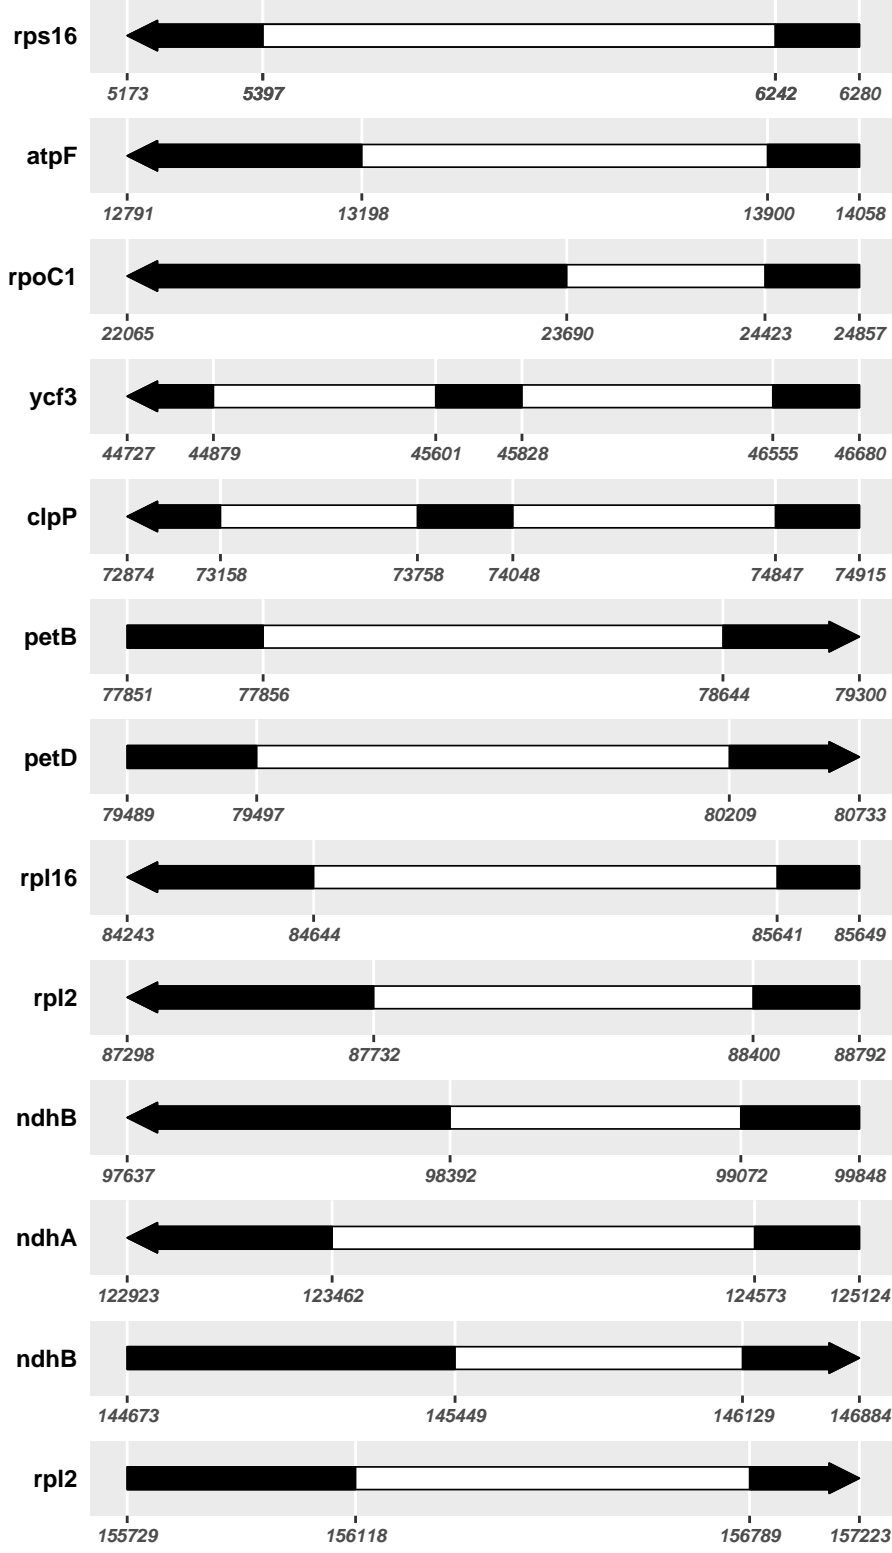 rps16
5173 5397 6242 6280
atpF
12791 13198 13900 14058
rpoC1
22065 23690 24423 24857
ycf3
44727 44879 45601 45828 46555 46680
clpP
72874 73158 73758 74048 74847 74915
petB
77851 77856 78644 79300
petD
79489 79497 80209 80733
rpl16
84243 84644 85641 85649
rpl2
87298 87732 88400 88792
ndhB
97637 98392 99072 99848
ndhA
122923 123462 124573 125124
ndhB
144673 145449 146129 146884
rpl2
155729 156118 156789 157223